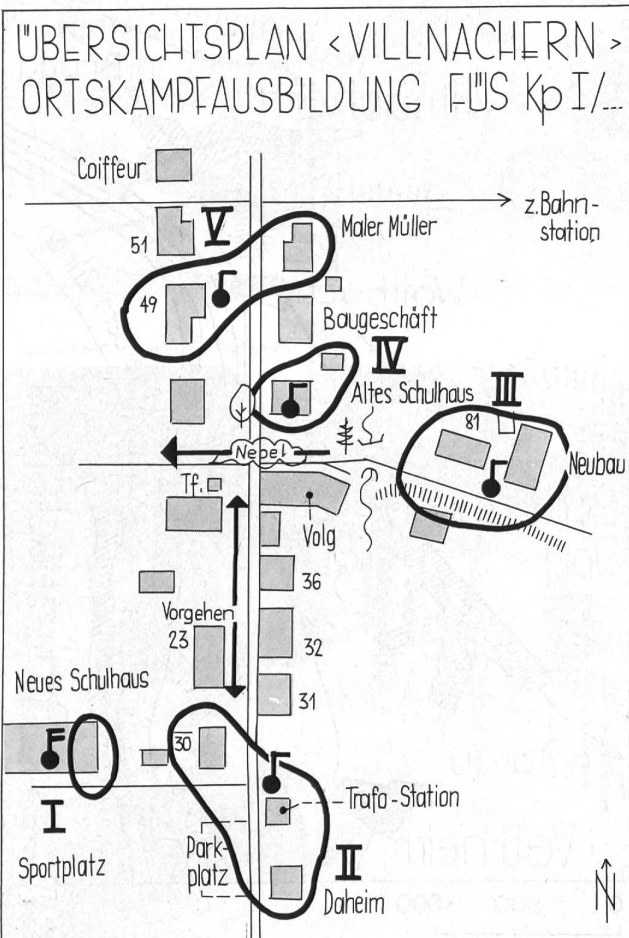 ÜBERSICHTSPLAN <VILLNACHERN>
ORTSKAMPFAUSBILDUNG FÜS Kp I/...
Coiffeur
z. Bahn-
station
51
V
Maler Müller
49
Baugeschäft
IV
Altes Schulhaus
III
81
Nebel
Neubau
Tf.
Volg
36
Vorgehen
23
32
Neues Schulhaus
31
30
Trafo-Station
I
Park-
platz
II
Sportplatz
Daheim
N